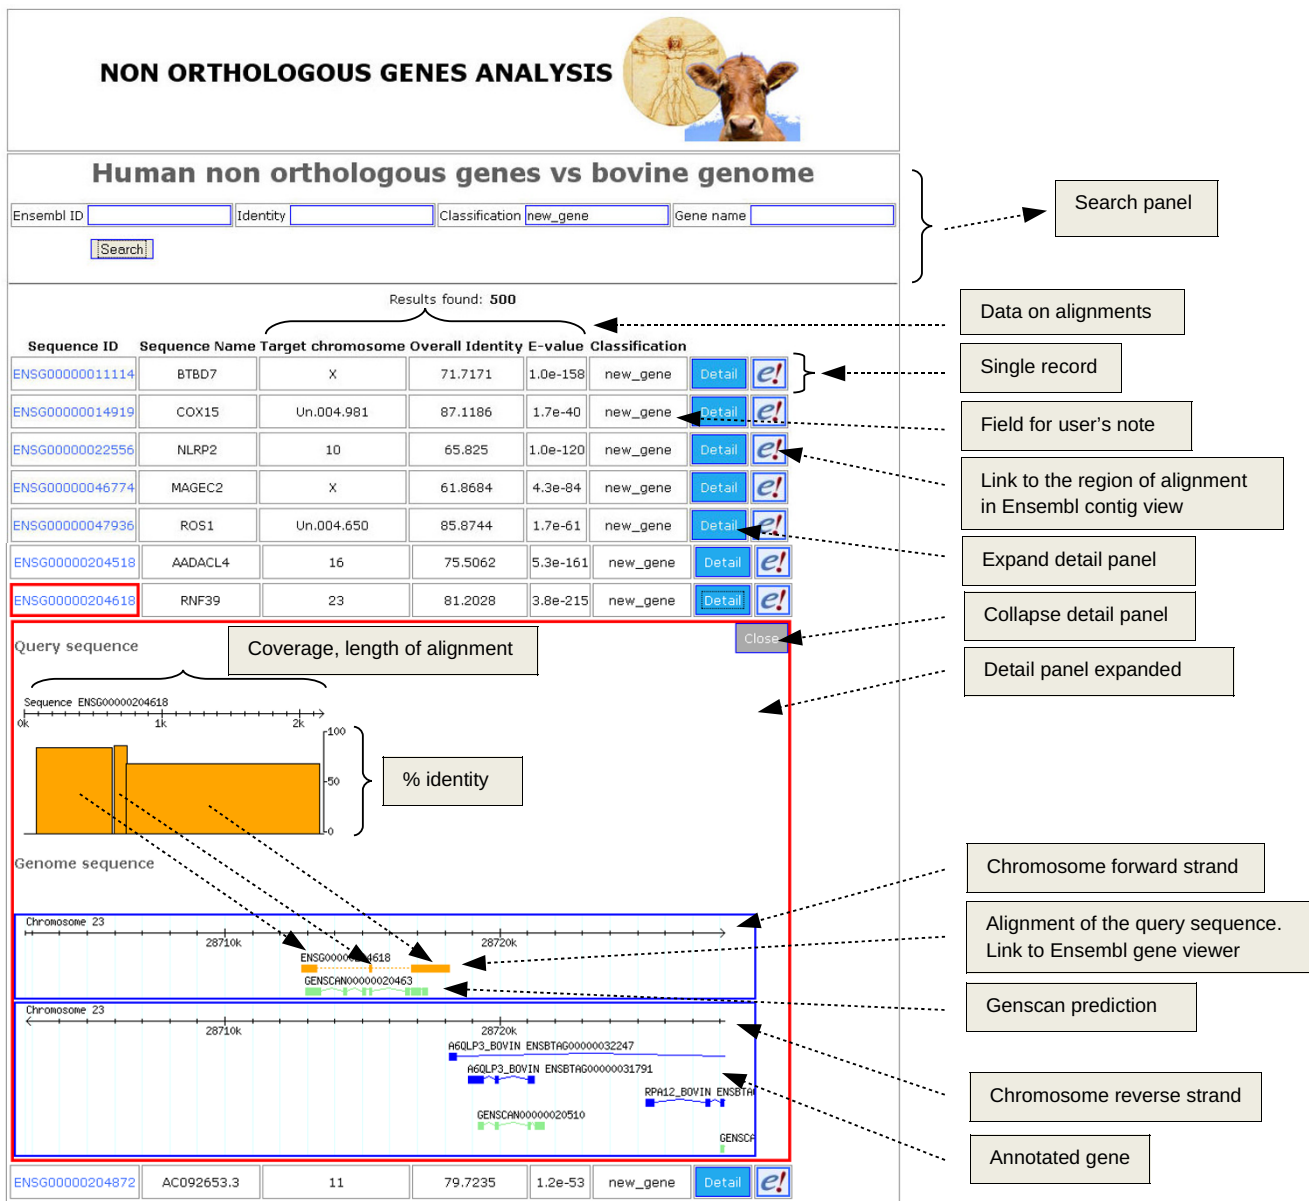 NON ORTHOLOGOUS GENES ANALYSIS
Human non orthologous genes vs bovine genome
Ensembl ID Identity Classification new_gene Gene name
Search
Search panel
Results found: 500
Data on alignments
Sequence ID Sequence Name Target chromosome Overall Identity E-value Classification
ENSG00000011114 BTBD7 X 71.7171 1.0e-158 new_gene Detail e!
Single record
ENSG00000014919 COX15 Un.004.981 87.1186 1.7e-40 new_gene Detail e!
Field for user's note
ENSG00000022556 NLRP2 10 65.825 1.0e-120 new_gene Detail e!
Link to the region of alignment
in Ensembl contig view
ENSG00000046774 MAGEC2 X 61.8684 4.3e-84 new_gene Detail e!
ENSG00000047936 ROS1 Un.004.650 85.8744 1.7e-61 new_gene Detail e!
Expand detail panel
ENSG00000204518 AADACL4 16 75.5062 5.3e-161 new_gene Detail e!
ENSG00000204618 RNF39 23 81.2028 3.8e-215 new_gene Detail e!
Collapse detail panel
Close
Query sequence
Coverage, length of alignment
Detail panel expanded
Sequence ENSG00000204618
0k 1k 2k
100
50
0
% identity
Genome sequence
Chromosome forward strand
Chromosome 23
28710k 28720k
ENSG00000204618
GENSCAN00000020463
Alignment of the query sequence.
Link to Ensembl gene viewer
Genscan prediction
Chromosome 23
28710k 28720k
A6QLP3_BOVIN ENSBTAG00000032247
A6QLP3_BOVIN ENSBTAG00000031791
RPA12_BOVIN ENSBTAG
GENSCAN00000020510
GENSCA
Chromosome reverse strand
Annotated gene
ENSG00000204872 AC092653.3 11 79.7235 1.2e-53 new_gene Detail e!